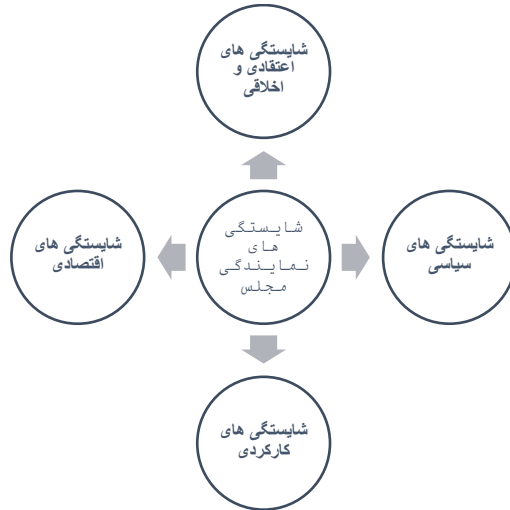 شایستگی های
اعتقادی و
اخلاقی
شایستگی های
سیاسی
شایستگی
های
نمایندگی
مجلس
شایستگی های
اقتصادی
شایستگی های
کارکردی